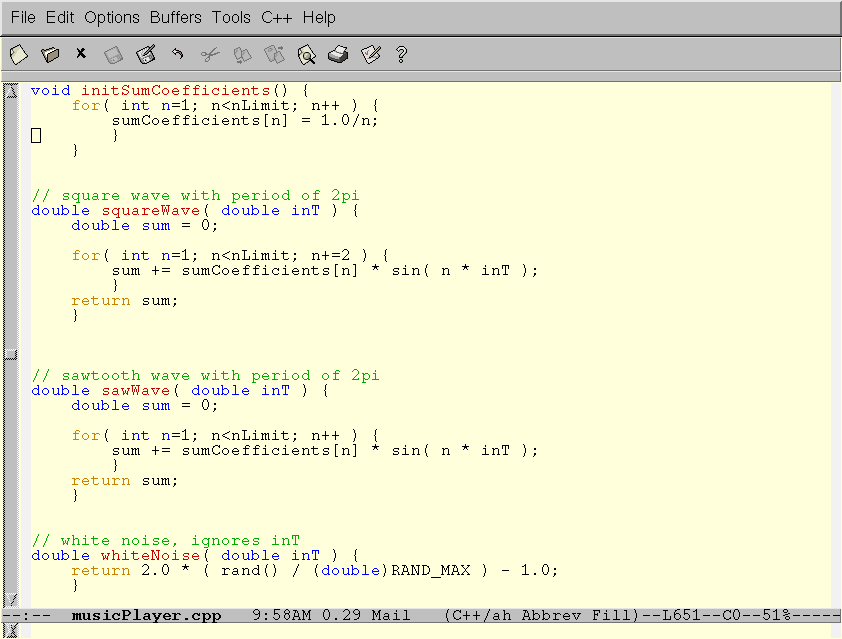 File Edit Options Buffers Tools C++ Help
void initSumCoefficients() {
    for( int n=1; n<nLimit; n++ ) {
        sumCoefficients[n] = 1.0/n;
        }
    }
// square wave with period of 2pi
double squareWave( double inT ) {
    double sum = 0;
    for( int n=1; n<nLimit; n+=2 ) {
        sum += sumCoefficients[n] * sin( n * inT );
        }
    return sum;
    }
// sawtooth wave with period of 2pi
double sawWave( double inT ) {
    double sum = 0;
    for( int n=1; n<nLimit; n++ ) {
        sum += sumCoefficients[n] * sin( n * inT );
        }
    return sum;
    }
// white noise, ignores inT
double whiteNoise( double inT ) {
    return 2.0 * ( rand() / (double)RAND_MAX ) - 1.0;
    }
--:--  musicPlayer.cpp   9:58AM 0.29 Mail   (C++/ah Abbrev Fill)--L651--C0--51%-----